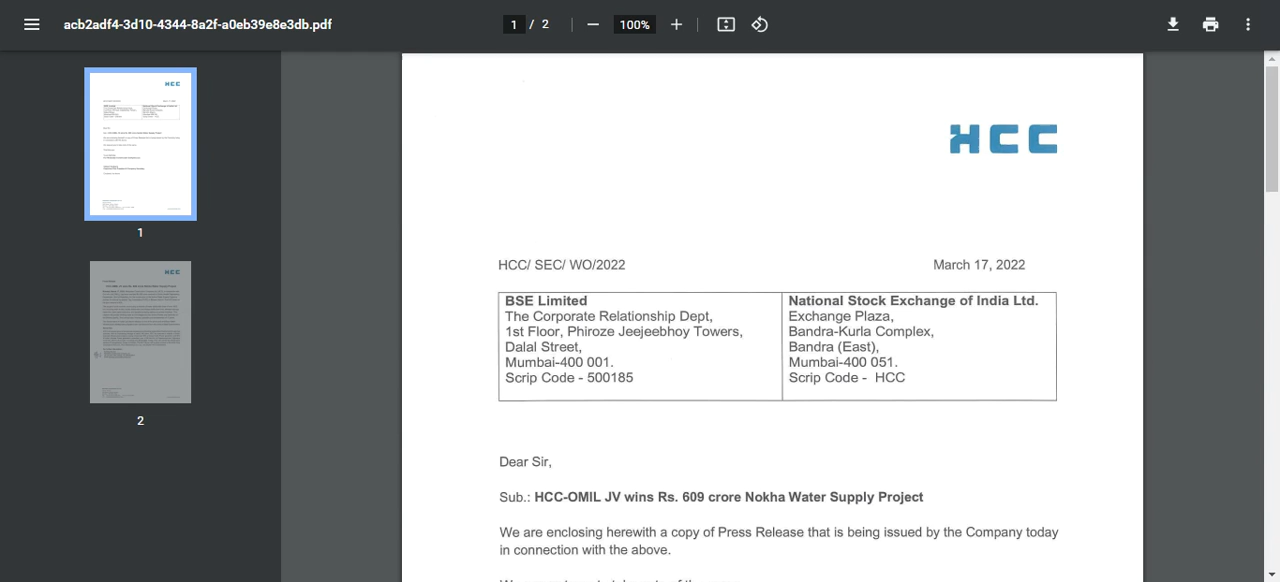 acb2adf4-3d10-4344-8a2f-a0eb39e8e3db.pdf
1 / 2
100%
HCC
HCC
HCC/ SEC/ WO/2022
March 17, 2022
BSE Limited
The Corporate Relationship Dept,
1st Floor, Phiroze Jeejeebhoy Towers,
Dalal Street,
Mumbai-400 001.
Scrip Code - 500185
National Stock Exchange of India Ltd.
Exchange Plaza,
Bandra-Kurla Complex,
Bandra (East),
Mumbai-400 051.
Scrip Code - HCC
1
HCC
2
Dear Sir,
Sub.: HCC-OMIL JV wins Rs. 609 crore Nokha Water Supply Project
We are enclosing herewith a copy of Press Release that is being issued by the Company today
in connection with the above.